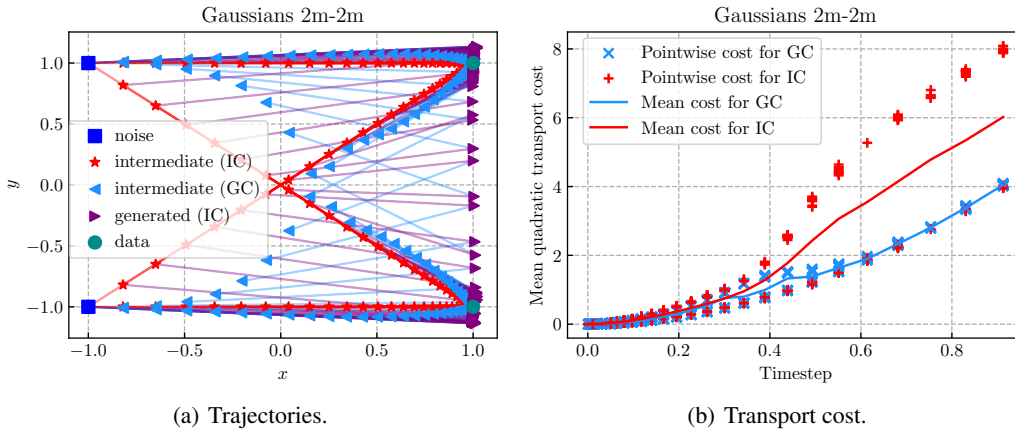 Gaussians 2m-2m
1.0
0.5
0.0
−0.5
−1.0
y
noise
intermediate (IC)
intermediate (GC)
generated (IC)
data
−1.0 −0.5 0.0 0.5 1.0
x
(a) Trajectories.
Gaussians 2m-2m
8
6
4
2
0
Mean quadratic transport cost
Pointwise cost for GC
Pointwise cost for IC
Mean cost for GC
Mean cost for IC
0.0 0.2 0.4 0.6 0.8
Timestep
(b) Transport cost.